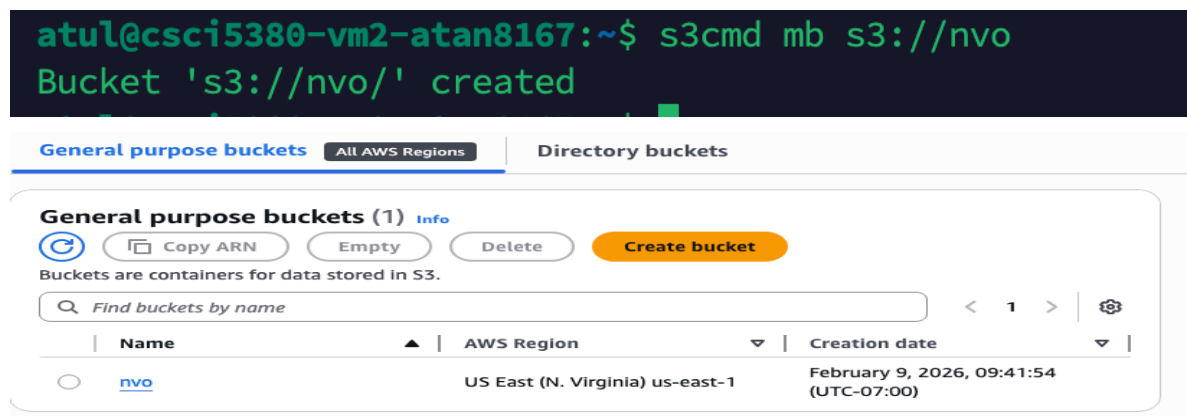 atul@csci5380-vm2-atan8167:~$ s3cmd mb s3://nvo
Bucket 's3://nvo/' created
General purpose buckets All AWS Regions Directory buckets
General purpose buckets (1) Info
Copy ARN Empty Delete Create bucket
Buckets are containers for data stored in S3.
Find buckets by name < 1 >
Name AWS Region Creation date
nvo US East (N. Virginia) us-east-1 February 9, 2026, 09:41:54
(UTC-07:00)